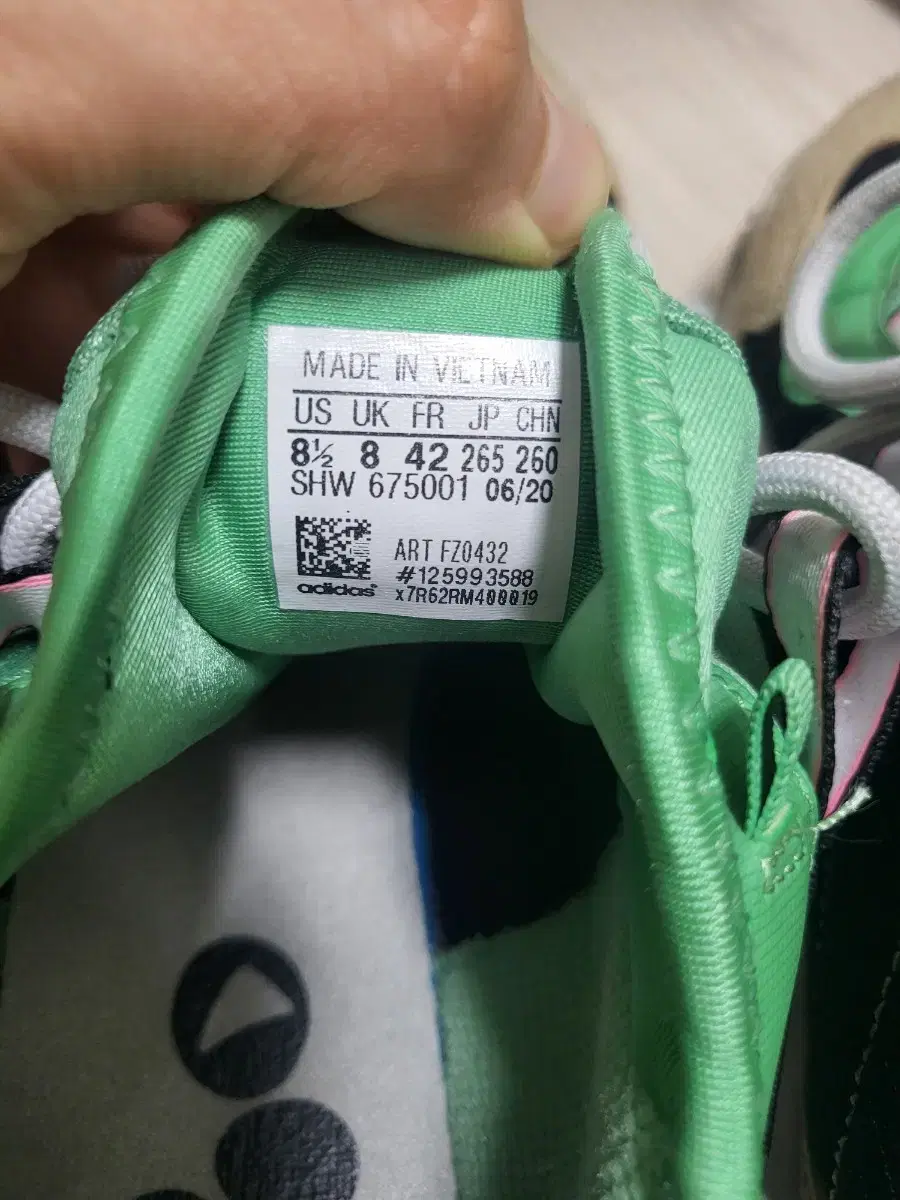 MADE IN VIETNAM
US UK FR JP CHN
8½ 8 42 265 260
SHW 675001 06/20
ART FZ0432
#125993588
adidas x7R62RM400019